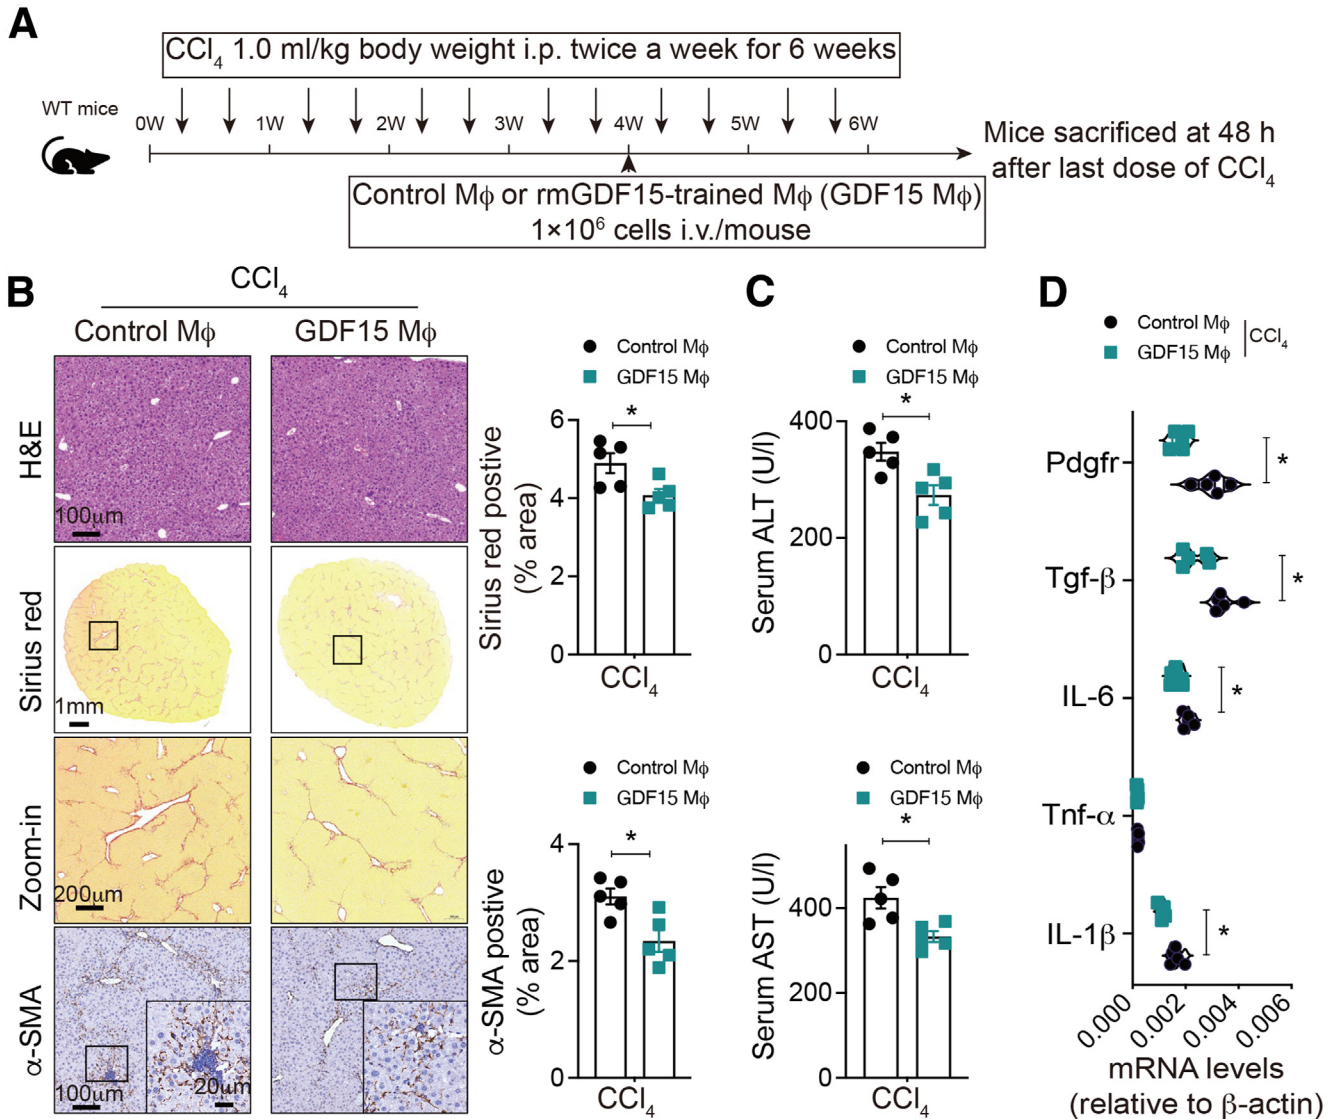 A
CCl4 1.0 ml/kg body weight i.p. twice a week for 6 weeks
WT mice
0W 1W 2W 3W 4W 5W 6W
Mice sacrificed at 48 h
after last dose of CCl4
Control Mϕ or rmGDF15-trained Mϕ (GDF15 Mϕ)
1×10⁶ cells i.v./mouse
B
CCl4
Control Mϕ GDF15 Mϕ
H&E
100μm
Sirius red
1mm
Zoom-in
200μm
α-SMA
100μm
20μm
Control Mϕ
GDF15 Mϕ
*
Sirius red postive
(% area)
6
4
2
0
CCl4
Control Mϕ
GDF15 Mϕ
*
α-SMA postive
(% area)
4
2
0
CCl4
C
Control Mϕ
GDF15 Mϕ
*
Serum ALT (U/l)
400
200
0
CCl4
Control Mϕ
GDF15 Mϕ
*
Serum AST (U/l)
400
200
0
CCl4
D
Control Mϕ
GDF15 Mϕ
CCl4
Pdgfr *
Tgf-β *
IL-6 *
Tnf-α
IL-1β *
0.000 0.002 0.004 0.006
mRNA levels
(relative to β-actin)